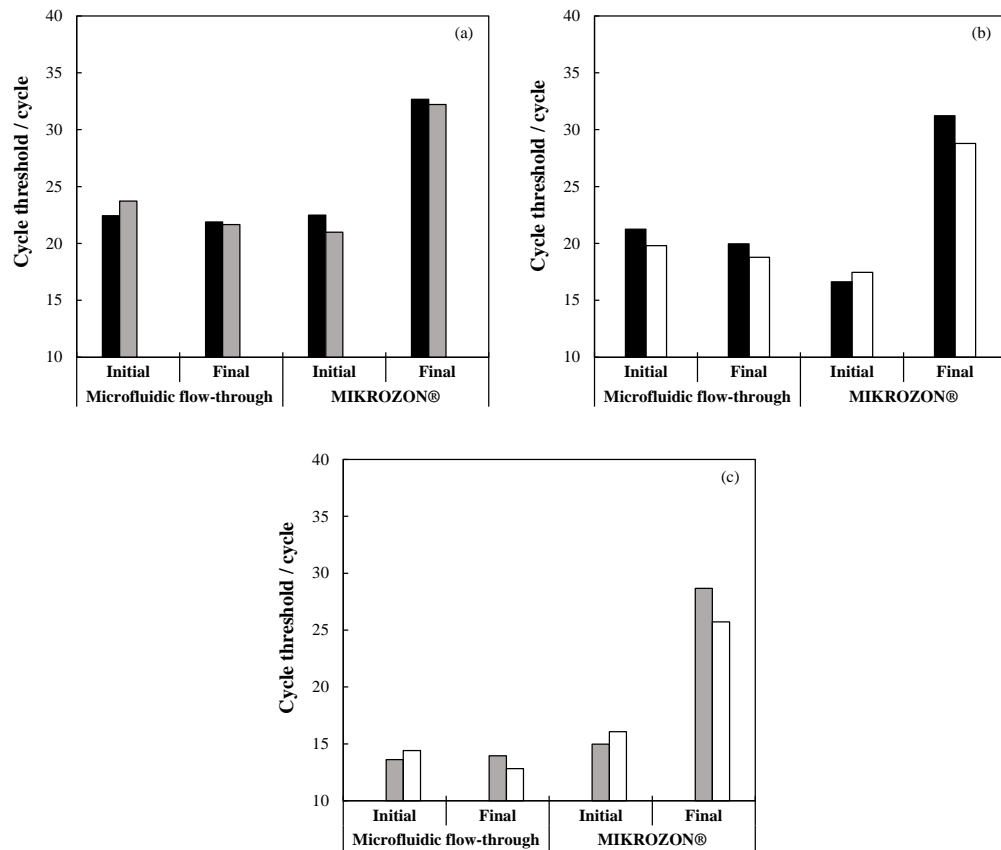 (a)
Cycle threshold / cycle
40
35
30
25
20
15
10
Initial Final Initial Final
Microfluidic flow-through MIKROZON®
(b)
Cycle threshold / cycle
40
35
30
25
20
15
10
Initial Final Initial Final
Microfluidic flow-through MIKROZON®
(c)
Cycle threshold / cycle
40
35
30
25
20
15
10
Initial Final Initial Final
Microfluidic flow-through MIKROZON®